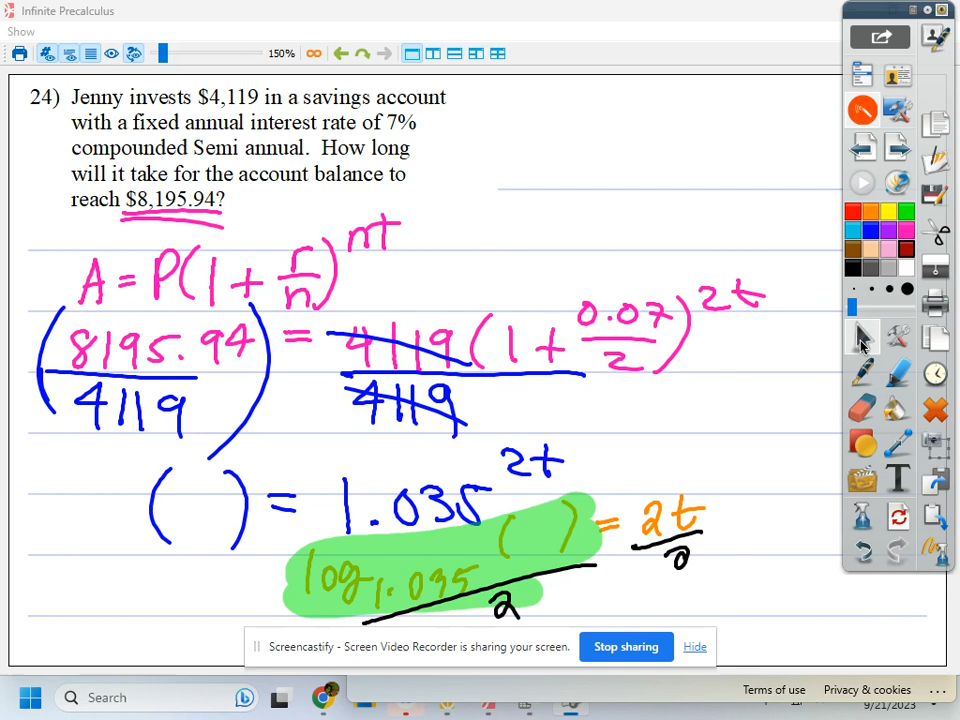 Infinite Precalculus
Show
150%
24) Jenny invests $4,119 in a savings account
with a fixed annual interest rate of 7%
compounded Semi annual. How long
will it take for the account balance to
reach $8,195.94?
A = P(1 + r/n)^nt
(8195.94/4119) = 4119(1 + 0.07/2)^2t
4119
( ) = 1.035^2t
log_1.035 ( ) = 2t
2 2
Screencastify - Screen Video Recorder is sharing your screen.
Stop sharing
Hide
Search
Terms of use
Privacy & cookies
9/21/2023